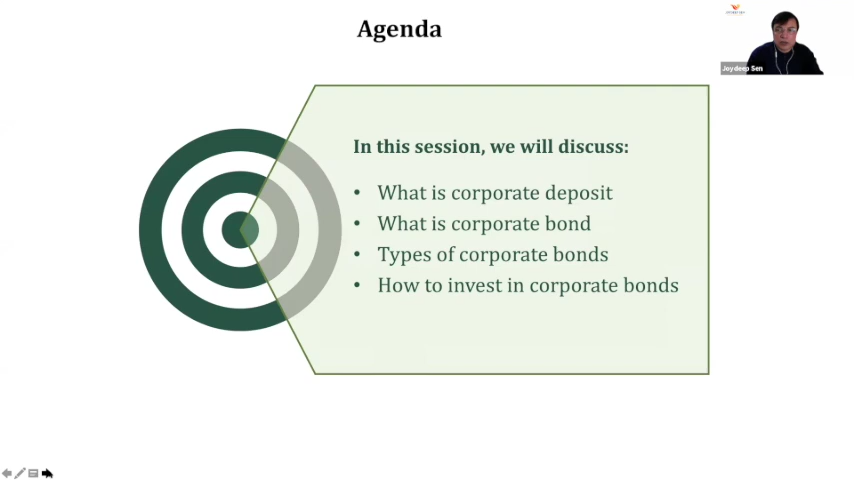 Agenda
Joydeep Sen
In this session, we will discuss:
• What is corporate deposit
• What is corporate bond
• Types of corporate bonds
• How to invest in corporate bonds